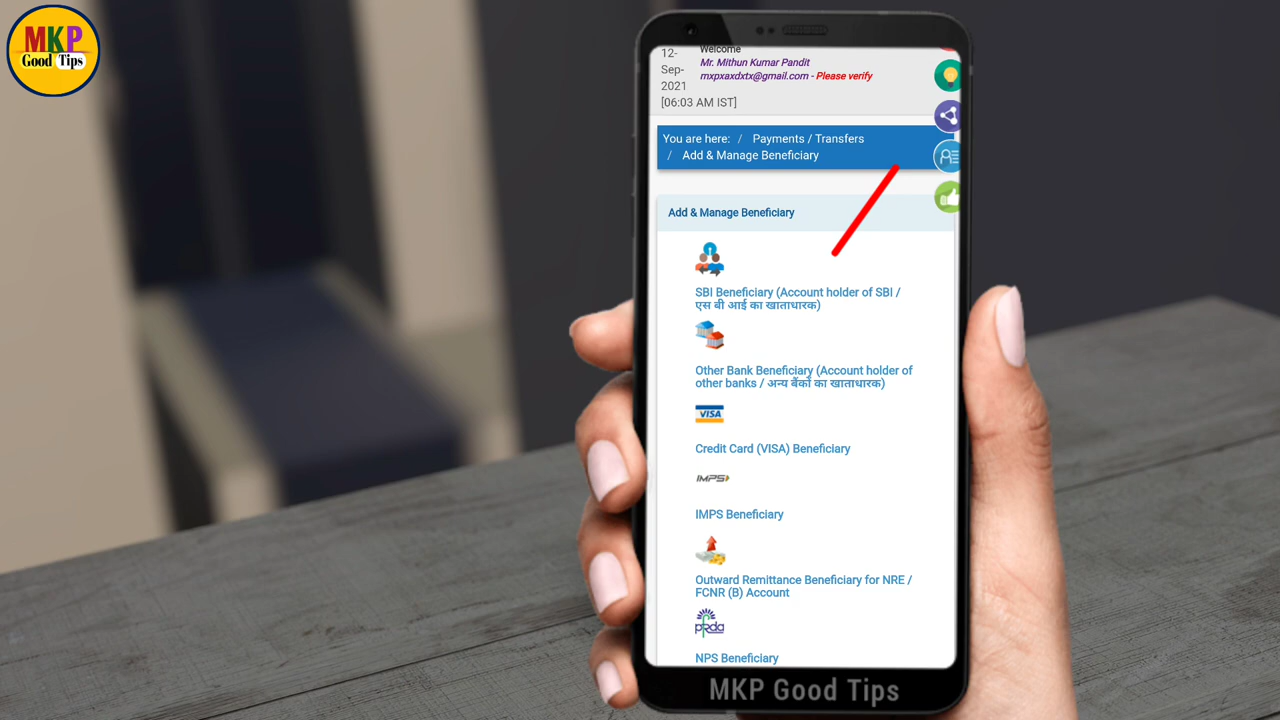 MKP
Good Tips
12-
Sep-
2021
[06:03 AM IST]
Welcome
Mr. Mithun Kumar Pandit
mxpxaxdxtx@gmail.com - Please verify
You are here: / Payments / Transfers
/ Add & Manage Beneficiary
Add & Manage Beneficiary
SBI Beneficiary (Account holder of SBI /
एस बी आई का खाताधारक)
Other Bank Beneficiary (Account holder of
other banks / अन्य बैंकों का खाताधारक)
VISA
Credit Card (VISA) Beneficiary
IMPS
IMPS Beneficiary
Outward Remittance Beneficiary for NRE /
FCNR (B) Account
NPS Beneficiary
MKP Good Tips